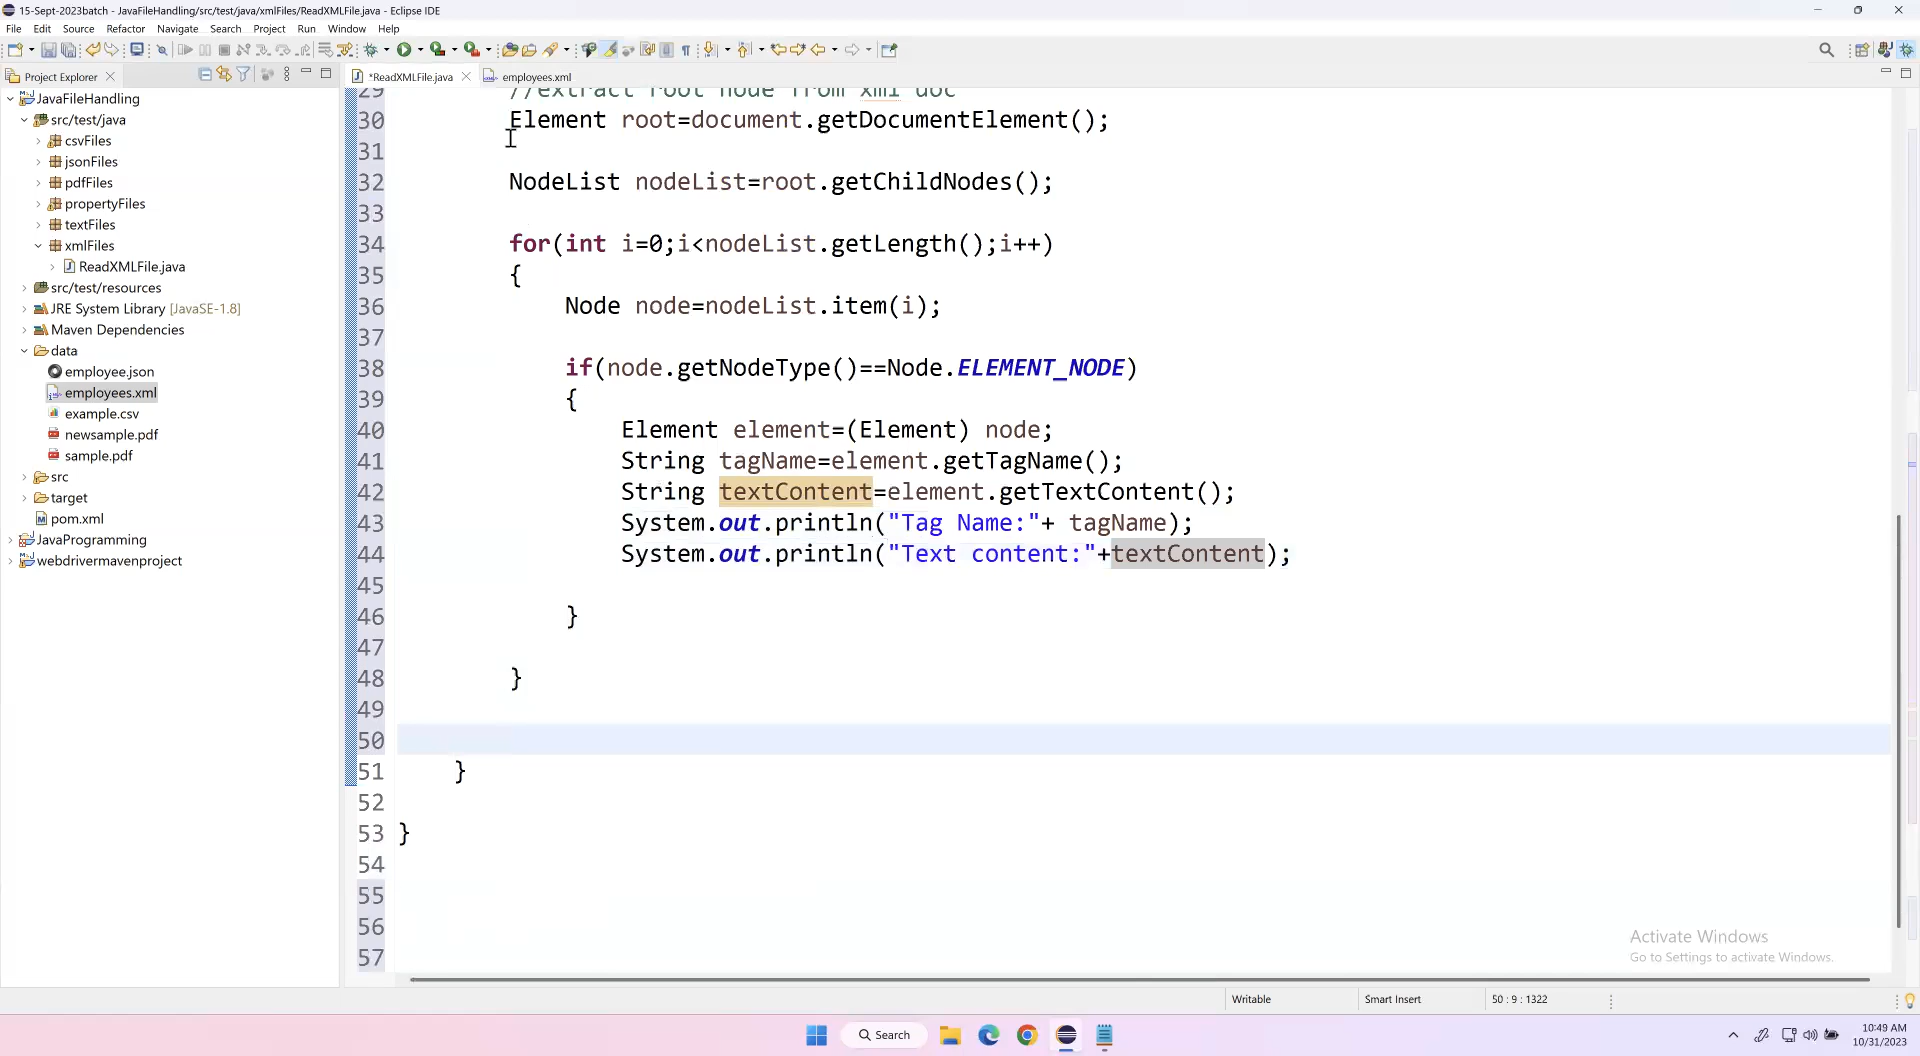 15-Sept-2023batch - JavaFileHandling/src/test/java/xmlFiles/ReadXMLFile.java - Eclipse IDE
File Edit Source Refactor Navigate Search Project Run Window Help
Project Explorer
*ReadXMLFile.java
employees.xml
JavaFileHandling
src/test/java
csvFiles
jsonFiles
pdfFiles
propertyFiles
textFiles
xmlFiles
ReadXMLFile.java
src/test/resources
JRE System Library [JavaSE-1.8]
Maven Dependencies
data
employee.json
employees.xml
example.csv
newsample.pdf
sample.pdf
src
target
pom.xml
JavaProgramming
webdrivermavenproject
29 //extract root node from xml doc
30 Element root=document.getDocumentElement();
31
32 NodeList nodeList=root.getChildNodes();
33
34 for(int i=0;i<nodeList.getLength();i++)
35 {
36 Node node=nodeList.item(i);
37
38 if(node.getNodeType()==Node.ELEMENT_NODE)
39 {
40 Element element=(Element) node;
41 String tagName=element.getTagName();
42 String textContent=element.getTextContent();
43 System.out.println("Tag Name:"+ tagName);
44 System.out.println("Text content:"+textContent);
45
46 }
47
48 }
49
50
51 }
52
53 }
54
55
56
57
Activate Windows
Go to Settings to activate Windows.
Writable
Smart Insert
50 : 9 : 1322
Search
10:49 AM
10/31/2023